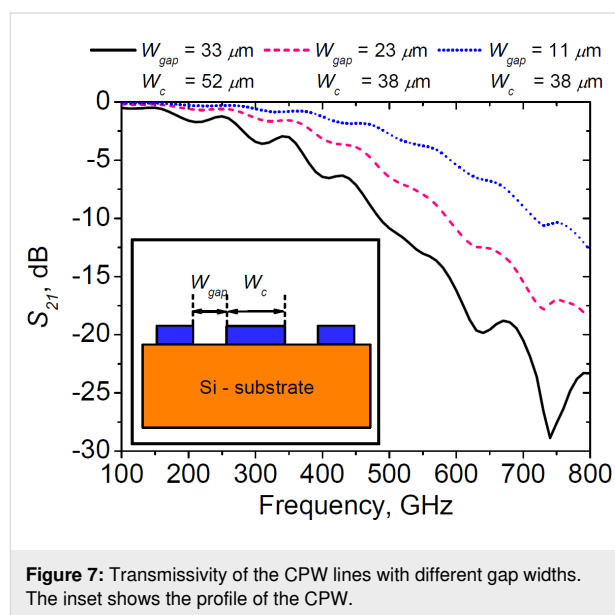 W_gap = 33 μm W_gap = 23 μm W_gap = 11 μm
W_c = 52 μm W_c = 38 μm W_c = 38 μm
0
-5
-10
-15
-20
-25
-30
S_21, dB
W_gap W_c
Si - substrate
100 200 300 400 500 600 700 800
Frequency, GHz
Figure 7: Transmissivity of the CPW lines with different gap widths.
The inset shows the profile of the CPW.